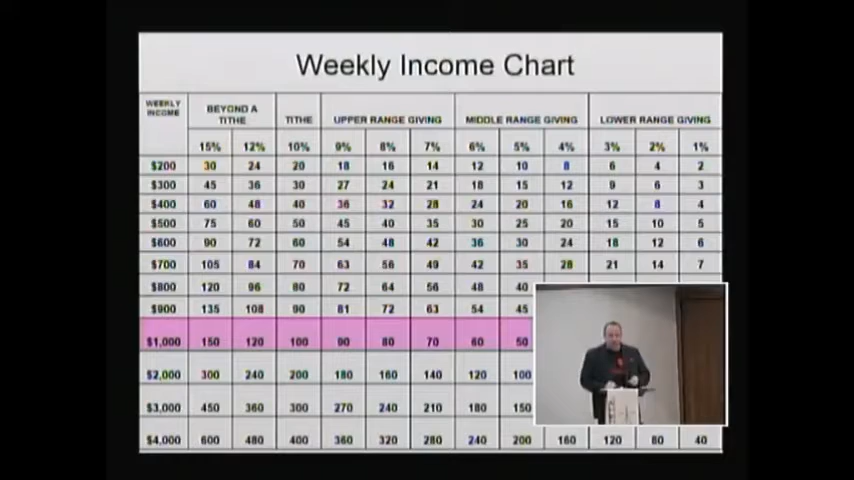 Weekly Income Chart
WEEKLY INCOME BEYOND A TITHE TITHE UPPER RANGE GIVING MIDDLE RANGE GIVING LOWER RANGE GIVING
15% 12% 10% 9% 8% 7% 6% 5% 4% 3% 2% 1%
$200 30 24 20 18 16 14 12 10 8 6 4 2
$300 45 36 30 27 24 21 18 15 12 9 6 3
$400 60 48 40 36 32 28 24 20 16 12 8 4
$500 75 60 50 45 40 35 30 25 20 15 10 5
$600 90 72 60 54 48 42 36 30 24 18 12 6
$700 105 84 70 63 56 49 42 35 28 21 14 7
$800 120 96 80 72 64 56 48 40
$900 135 108 90 81 72 63 54 45
$1,000 150 120 100 90 80 70 60 50
$2,000 300 240 200 180 160 140 120 100
$3,000 450 360 300 270 240 210 180 150
$4,000 600 480 400 360 320 280 240 200 160 120 80 40